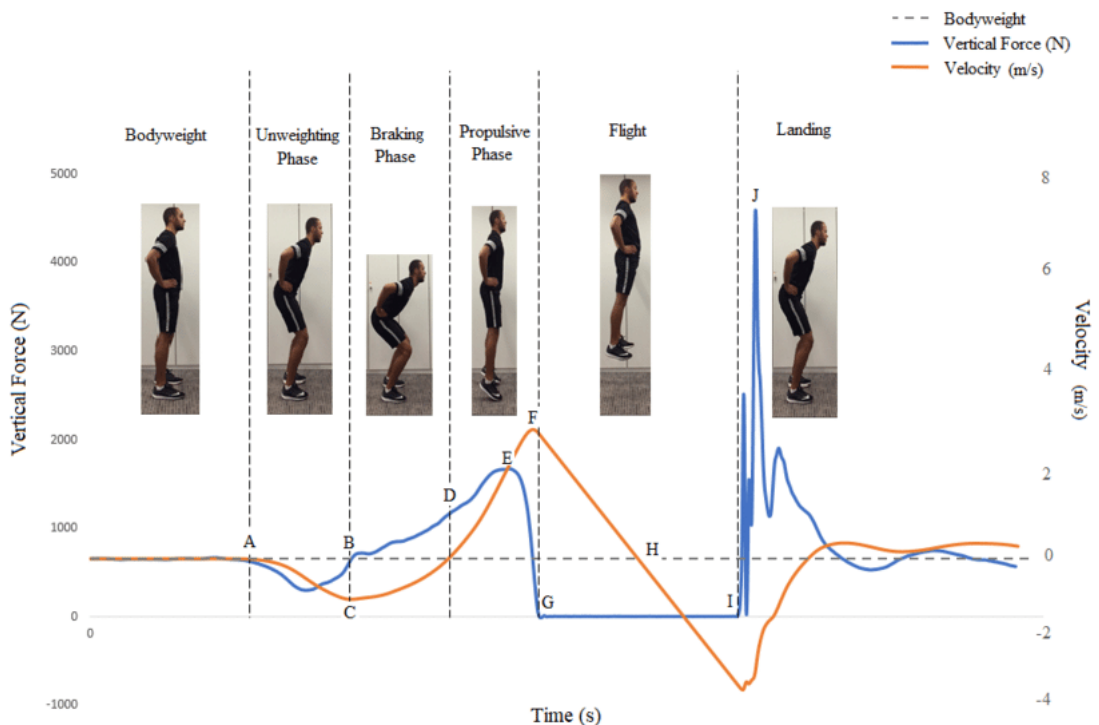 Bodyweight
Vertical Force (N)
Velocity (m/s)
Bodyweight
Unweighting
Phase
Braking
Phase
Propulsive
Phase
Flight
Landing
5000
4000
3000
2000
1000
0
-1000
Vertical Force (N)
8
6
4
2
0
-2
-4
Velocity (m/s)
A
B
C
D
E
F
G
H
I
J
0
Time (s)